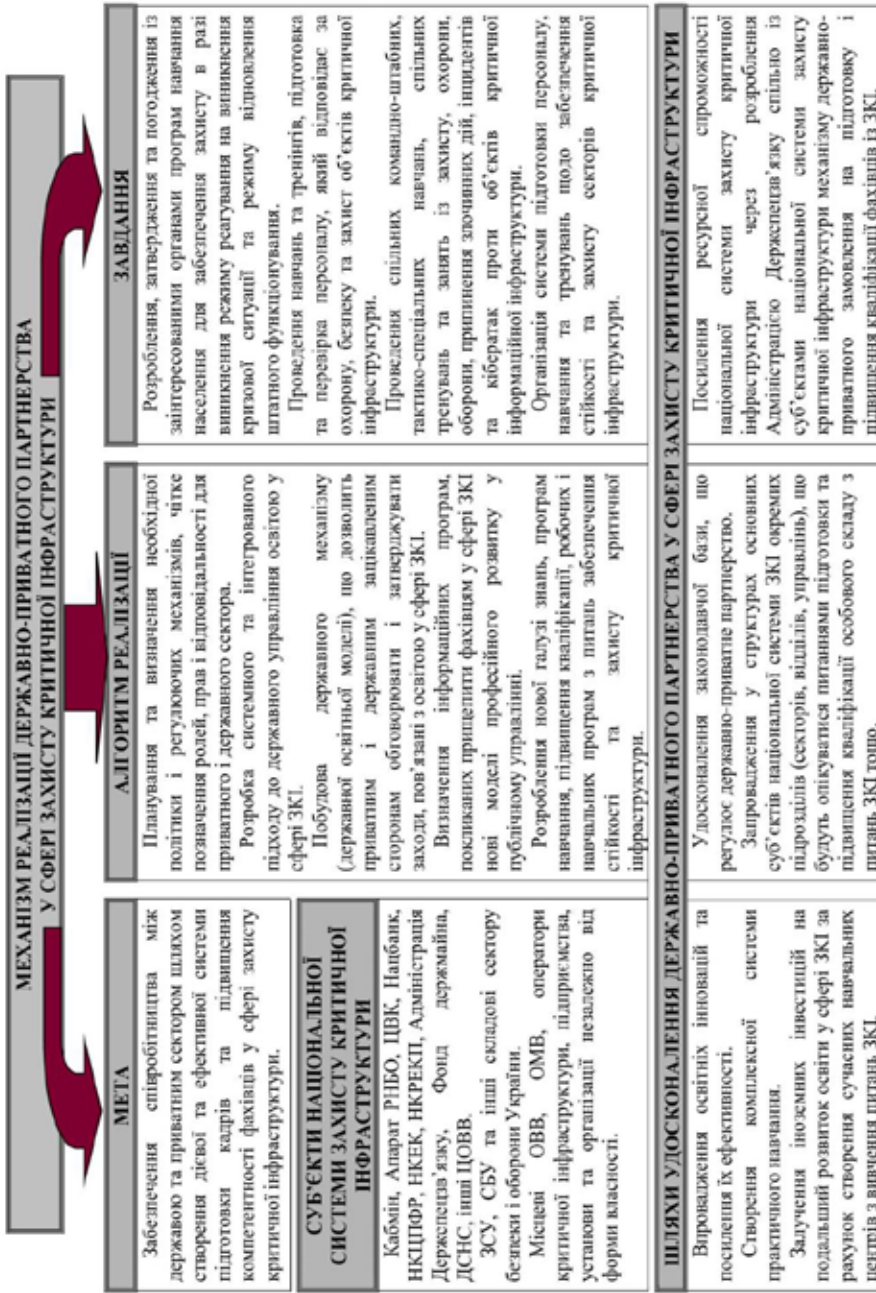 МЕХАНІЗМ РЕАЛІЗАЦІЇ ДЕРЖАВНО-ПРИВАТНОГО ПАРТНЕРСТВА
У СФЕРІ ЗАХИСТУ КРИТИЧНОЇ ІНФРАСТРУКТУРИ
МЕТА
Забезпечення співробітництва між
державою та приватним сектором шляхом
створення дієвої та ефективної системи
підготовки кадрів та підвищення
компетентності фахівців у сфері захисту
критичної інфраструктури.
СУБ'ЄКТИ НАЦІОНАЛЬНОЇ
СИСТЕМИ ЗАХИСТУ КРИТИЧНОЇ
ІНФРАСТРУКТУРИ
Кабмін, Апарат РНБО, ЦВК, Нацбанк,
НКЦПФР, НКЕК, НКРЕКП, Адміністрація
Держспецзв'язку, Фонд держмайна,
ДСНС, інші ЦОВВ.
ЗСУ, СБУ та інші складові сектору
безпеки і оборони України.
Місцеві ОВВ, ОМВ, оператори
критичної інфраструктури, підприємства,
установи та організації незалежно від
форми власності.
АЛГОРИТМ РЕАЛІЗАЦІЇ
Планування та визначення необхідної
політики і регулюючих механізмів, чітке
позначення ролей, прав і відповідальності для
приватного і державного сектора.
Розробка системного та інтегрованого
підходу до державного управління освітою у
сфері ЗКІ.
Побудова державного механізму
(державної освітньої моделі), що дозволить
приватним і державним зацікавленим
сторонам обговорювати і затверджувати
заходи, пов'язані з освітою у сфері ЗКІ.
Визначення інформаційних програм,
покликаних прищепити фахівцям у сфері ЗКІ
нові моделі професійного розвитку у
публічному управлінні.
Розроблення нової галузі знань, програм
навчання, підвищення кваліфікації, робочих і
навчальних програм з питань забезпечення
стійкості та захисту критичної
інфраструктури.
ЗАВДАННЯ
Розроблення, затвердження та погодження із
заінтересованими органами програм навчання
населення для забезпечення захисту в разі
виникнення режиму реагування на виникнення
кризової ситуації та режиму відновлення
штатного функціонування.
Проведення навчань та тренінгів, підготовка
та перевірка персоналу, який відповідає за
охорону, безпеку та захист об'єктів критичної
інфраструктури.
Проведення спільних командно-штабних,
тактико-спеціальних навчань, спільних
тренувань та занять із захисту, охорони,
оборони, припинення злочинних дій, інцидентів
та кібератак проти об'єктів критичної
інформаційної інфраструктури.
Організація системи підготовки персоналу,
навчання та тренувань щодо забезпечення
стійкості та захисту секторів критичної
інфраструктури.
ШЛЯХИ УДОСКОНАЛЕННЯ ДЕРЖАВНО-ПРИВАТНОГО ПАРТНЕРСТВА У СФЕРІ ЗАХИСТУ КРИТИЧНОЇ ІНФРАСТРУКТУРИ
Впровадження освітніх інновацій та
посилення їх ефективності.
Створення комплексної системи
практичного навчання.
Залучення іноземних інвестицій на
подальший розвиток освіти у сфері ЗКІ за
рахунок створення сучасних навчальних
центрів з вивчення питань ЗКІ.
Удосконалення законодавчої бази, що
регулює державно-приватне партнерство.
Запровадження у структурах основних
суб'єктів національної системи ЗКІ окремих
підрозділів (секторів, відділів, управлінь), що
будуть опікуватися питаннями підготовки та
підвищення кваліфікації особового складу з
питань ЗКІ тощо.
Посилення ресурсної спроможності
національної системи захисту критичної
інфраструктури через розроблення
Адміністрацією Держспецзв'язку спільно із
суб'єктами національної системи захисту
критичної інфраструктури механізму державно-
приватного замовлення на підготовку і
підвищення кваліфікації фахівців із ЗКІ.